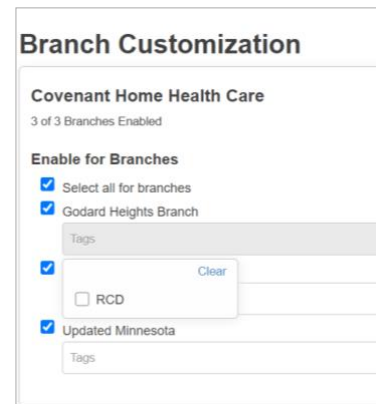 Branch Customization
Covenant Home Health Care
3 of 3 Branches Enabled
Enable for Branches
Select all for branches
Godard Heights Branch
Tags
Clear
RCD
Updated Minnesota
Tags